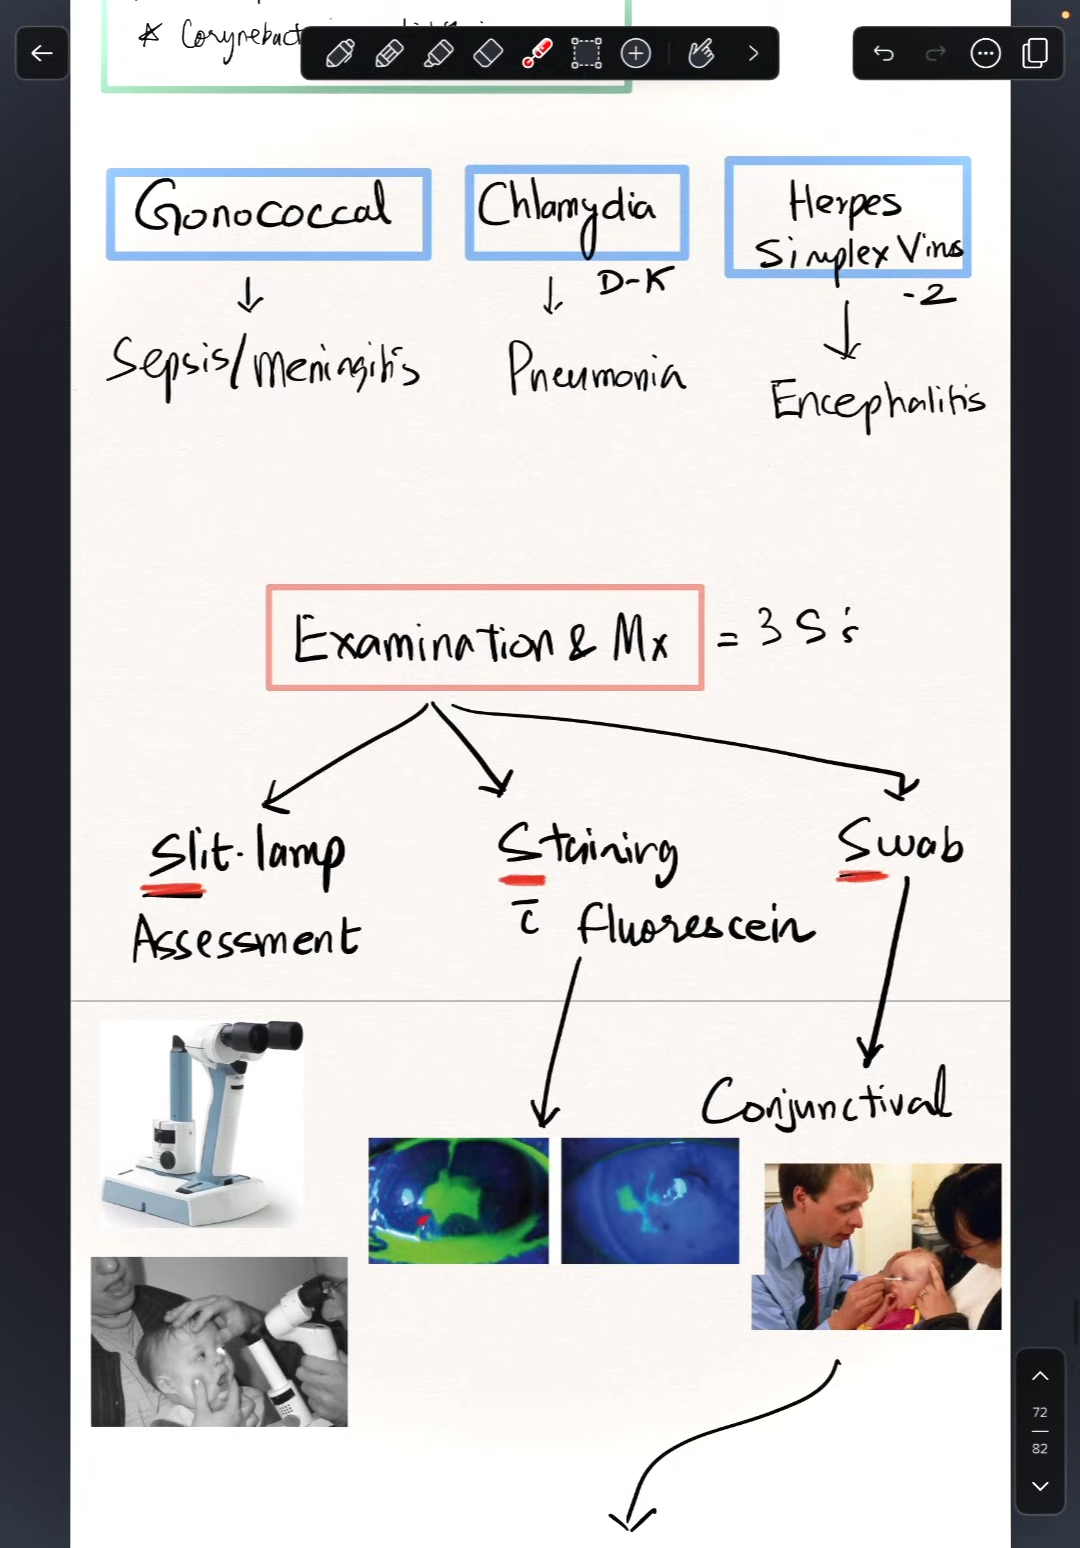 * Corynebact
Gonococcal
Chlamydia
Herpes
Simplex Virus
D-K
-2
Sepsis/Meningitis
Pneumonia
Encephalitis
Examination & Mx = 3 S's
Slit-lamp
Assessment
Staining
c̄ fluorescein
Swab
Conjunctival
72
82